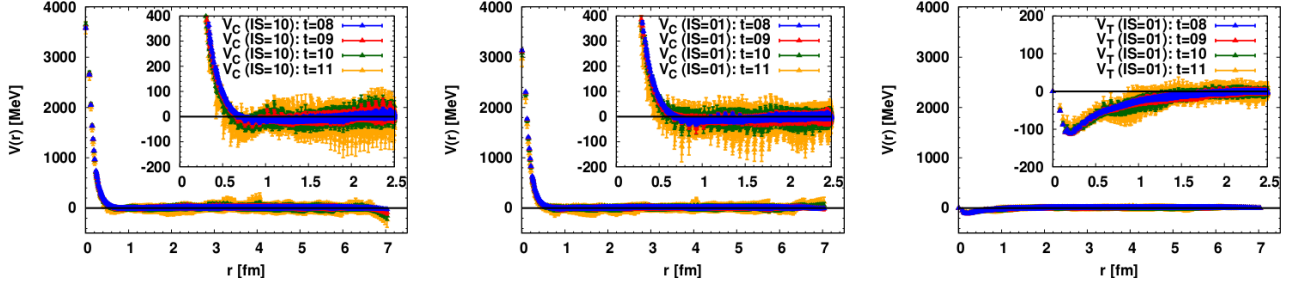 4000
3000
2000
1000
0
V(r) [MeV]
0 1 2 3 4 5 6 7
r [fm]
400
300
200
100
0
-100
-200
0 0.5 1 1.5 2 2.5
V_C (IS=10): t=08
V_C (IS=10): t=09
V_C (IS=10): t=10
V_C (IS=10): t=11
4000
3000
2000
1000
0
V(r) [MeV]
0 1 2 3 4 5 6 7
r [fm]
400
300
200
100
0
-100
-200
0 0.5 1 1.5 2 2.5
V_C (IS=01): t=08
V_C (IS=01): t=09
V_C (IS=01): t=10
V_C (IS=01): t=11
4000
3000
2000
1000
0
V(r) [MeV]
0 1 2 3 4 5 6 7
r [fm]
200
100
0
-100
-200
0 0.5 1 1.5 2 2.5
V_T (IS=01): t=08
V_T (IS=01): t=09
V_T (IS=01): t=10
V_T (IS=01): t=11